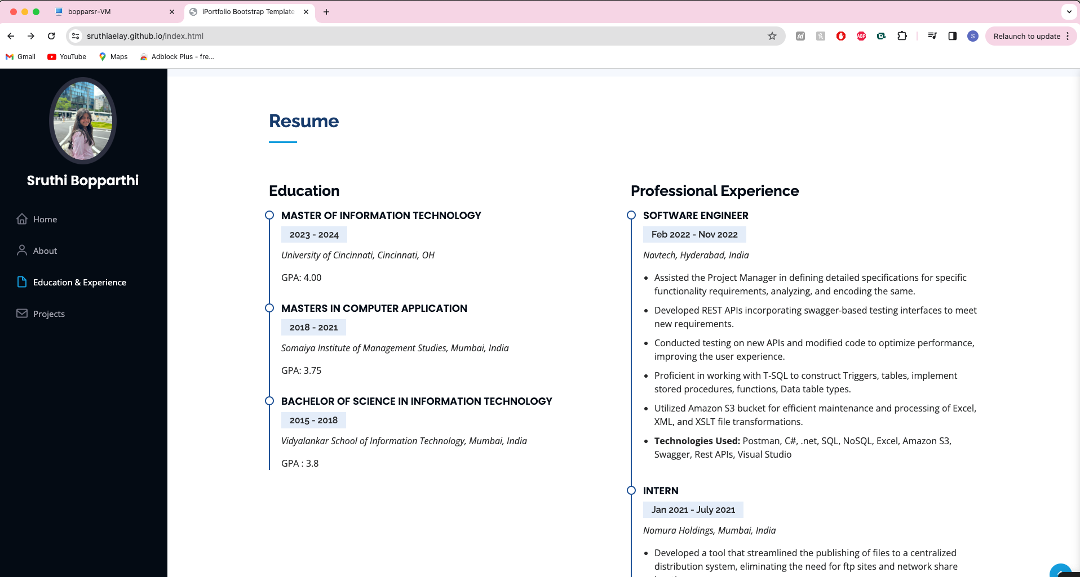 bopparsr-VM
iPortfolio Bootstrap Template
sruthiaelay.github.io/index.html
Relaunch to update
Gmail
YouTube
Maps
Adblock Plus - fre...
Sruthi Bopparthi
Home
About
Education & Experience
Projects
Resume
Education
MASTER OF INFORMATION TECHNOLOGY
2023 - 2024
University of Cincinnati, Cincinnati, OH
GPA: 4.00
MASTERS IN COMPUTER APPLICATION
2018 - 2021
Somaiya Institute of Management Studies, Mumbai, India
GPA: 3.75
BACHELOR OF SCIENCE IN INFORMATION TECHNOLOGY
2015 - 2018
Vidyalankar School of Information Technology, Mumbai, India
GPA : 3.8
Professional Experience
SOFTWARE ENGINEER
Feb 2022 - Nov 2022
Navtech, Hyderabad, India
Assisted the Project Manager in defining detailed specifications for specific
functionality requirements, analyzing, and encoding the same.
Developed REST APIs incorporating swagger-based testing interfaces to meet
new requirements.
Conducted testing on new APIs and modified code to optimize performance,
improving the user experience.
Proficient in working with T-SQL to construct Triggers, tables, implement
stored procedures, functions, Data table types.
Utilized Amazon S3 bucket for efficient maintenance and processing of Excel,
XML, and XSLT file transformations.
Technologies Used: Postman, C#, .net, SQL, NoSQL, Excel, Amazon S3,
Swagger, Rest APIs, Visual Studio
INTERN
Jan 2021 - July 2021
Nomura Holdings, Mumbai, India
Developed a tool that streamlined the publishing of files to a centralized
distribution system, eliminating the need for ftp sites and network share